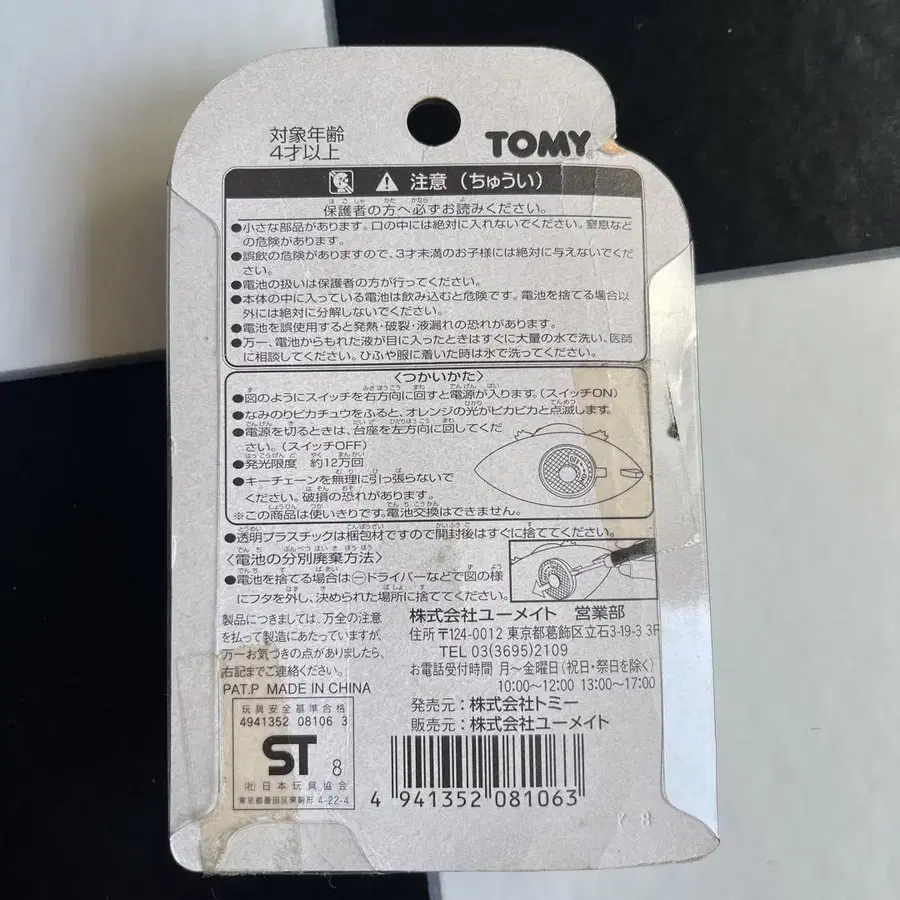 対象年齢
4才以上
TOMY
注意(ちゅうい)
保護者の方へ必ずお読みください。
●小さな部品があります。口の中には絶対に入れないでください。窒息など
の危険があります。
●誤飲の危険がありますので、3才未満のお子様には絶対に与えないでくだ
さい。
●電池の扱いは保護者の方が行ってください。
●本体の中に入っている電池は飲み込むと危険です。電池を捨てる場合以
外には絶対に分解しないでください。
●電池を誤使用すると発熱・破裂・液漏れの恐れがあります。
●万一、電池からもれた液が目に入ったときはすぐに大量の水で洗い、医師
に相談してください。ひふや服に着いた時は水で洗ってください。
〈つかいかた〉
●図のようにスイッチを右方向に回すと電源が入ります。(スイッチON)
●なみのりピカチュウをふると、オレンジの光がピカピカと点滅します。
●電源を切るときは、台座を左方向に回してくだ
さい。(スイッチOFF)
●発光限度 約12万回
●キーチェーンを無理に引っ張らないで
ください。破損の恐れがあります。
※この商品は使いきりです。電池交換はできません。
●透明プラスチックは梱包材ですので開封後はすぐに捨ててください。
〈電池の分別廃棄方法〉
●電池を捨てる場合は⊖ドライバーなどで図の様
にフタを外し、決められた場所に捨ててください。
製品につきましては、万全の注意
を払って製造にあたっていますが、
万一お気づきの点がありましたら、
右記までご連絡ください。
PAT.P MADE IN CHINA
株式会社ユーメイト 営業部
住所 〒124-0012 東京都葛飾区立石3-19-3 3F
TEL 03(3695)2109
お電話受付時間 月〜金曜日(祝日・祭日を除く)
10:00〜12:00 13:00〜17:00
発売元:株式会社トミー
販売元:株式会社ユーメイト
玩具安全基準合格
4941352 08106 3
ST 8
(社)日本玩具協会
東京都墨田区東駒形 4-22-4
4 941352 081063
K 8